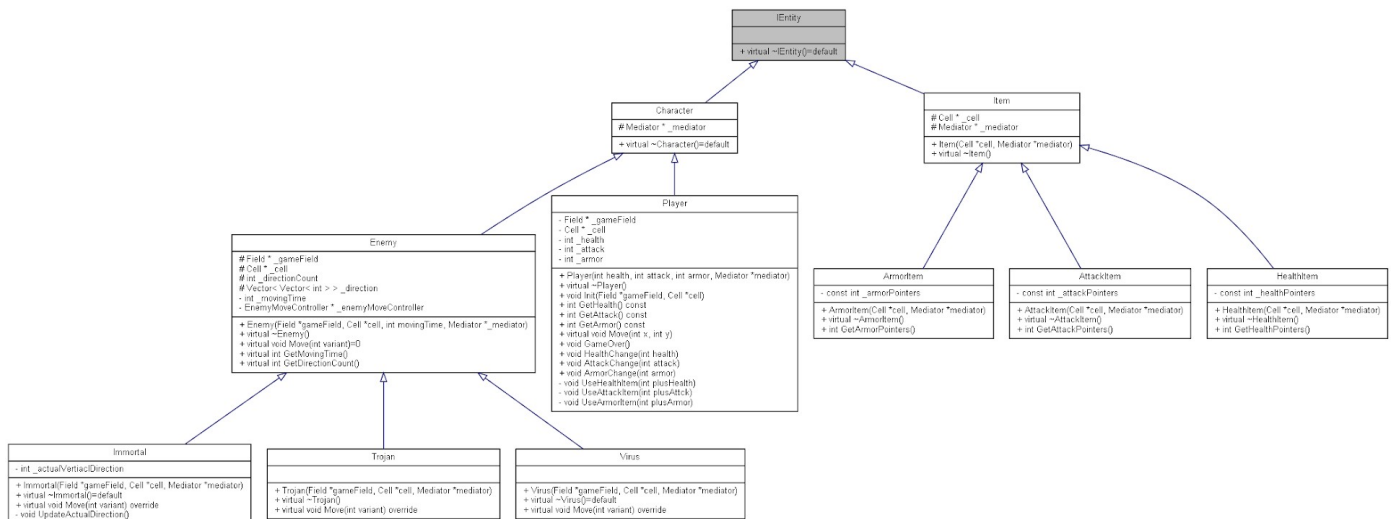 IEntity
+ virtual ~IEntity()=default
Character
# Mediator * _mediator
+ virtual ~Character()=default
Item
# Cell * _cell
# Mediator * _mediator
+ Item(Cell *cell, Mediator *mediator)
+ virtual ~Item()
Enemy
# Field * _gameField
# Cell * _cell
# int _directionCount
# Vector< Vector< int > > _direction
- int _movingTime
- EnemyMoveController * _enemyMoveController
+ Enemy(Field *gameField, Cell *cell, int movingTime, Mediator *_mediator)
+ virtual ~Enemy()
+ virtual void Move(int variant)=0
+ virtual int GetMovingTime()
+ virtual int GetDirectionCount()
Player
- Field * _gameField
- Cell * _cell
- int _health
- int _attack
- int _armor
+ Player(int health, int attack, int armor, Mediator *mediator)
+ virtual ~Player()
+ void Init(Field *gameField, Cell *cell)
+ int GetHealth() const
+ int GetAttack() const
+ int GetArmor() const
+ virtual void Move(int x, int y)
+ void GameOver()
+ void HealthChange(int health)
+ void AttackChange(int attack)
+ void ArmorChange(int armor)
- void UseHealthItem(int plusHealth)
- void UseAttackItem(int plusAttck)
- void UseArmorItem(int plusArmor)
ArmorItem
- const int _armorPointers
+ ArmorItem(Cell *cell, Mediator *mediator)
+ virtual ~ArmorItem()
+ int GetArmorPointers()
AttackItem
- const int _attackPointers
+ AttackItem(Cell *cell, Mediator *mediator)
+ virtual ~AttackItem()
+ int GetAttackPointers()
HealthItem
- const int _healthPointers
+ HealthItem(Cell *cell, Mediator *mediator)
+ virtual ~HealthItem()
+ int GetHealthPointers()
Immortal
- int _actualVertiaclDirection
+ Immortal(Field *gameField, Cell *cell, Mediator *mediator)
+ virtual ~Immortal()=default
+ virtual void Move(int variant) override
- void UpdateActualDirection()
Trojan
+ Trojan(Field *gameField, Cell *cell, Mediator *mediator)
+ virtual ~Trojan()
+ virtual void Move(int variant) override
Virus
+ Virus(Field *gameField, Cell *cell, Mediator *mediator)
+ virtual ~Virus()=default
+ virtual void Move(int variant) override